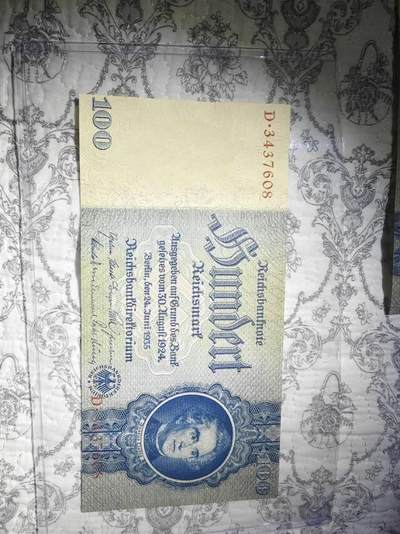 D·3437608
100
Reichsbanknote
Hundert
Reichsmark
Ausgegeben auf Grund des Bank
gesetzes vom 30. August 1924
Berlin, den 24. Juni 1935
Reichsbankdirektorium
100